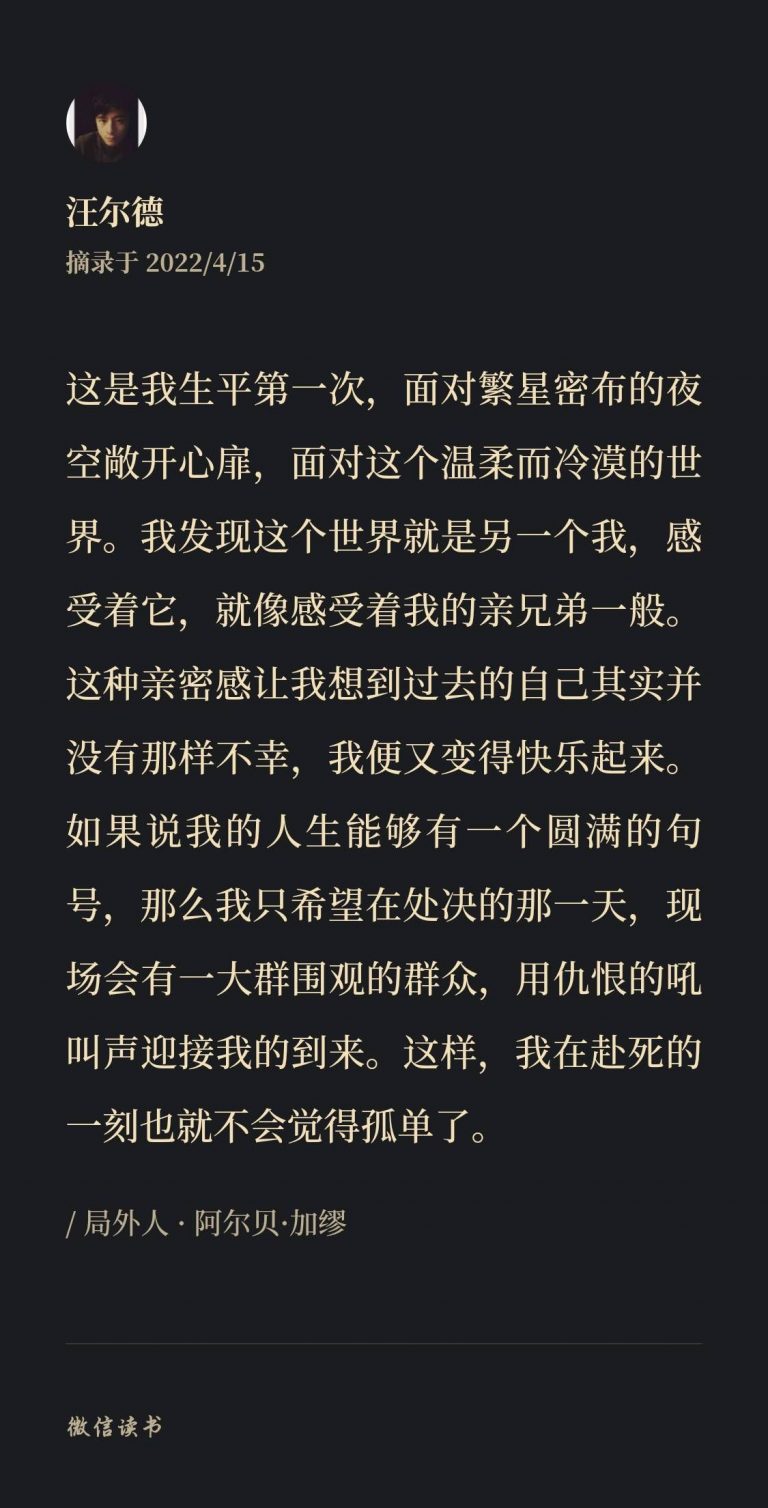 汪尔德
摘录于 2022/4/15
这是我生平第一次，面对繁星密布的夜
空敞开心扉，面对这个温柔而冷漠的世
界。我发现这个世界就是另一个我，感
受着它，就像感受着我的亲兄弟一般。
这种亲密感让我想到过去的自己其实并
没有那样不幸，我便又变得快乐起来。
如果说我的人生能够有一个圆满的句
号，那么我只希望在处决的那一天，现
场会有一大群围观的群众，用仇恨的吼
叫声迎接我的到来。这样，我在赴死的
一刻也就不会觉得孤单了。
/ 局外人 · 阿尔贝·加缪
微信读书